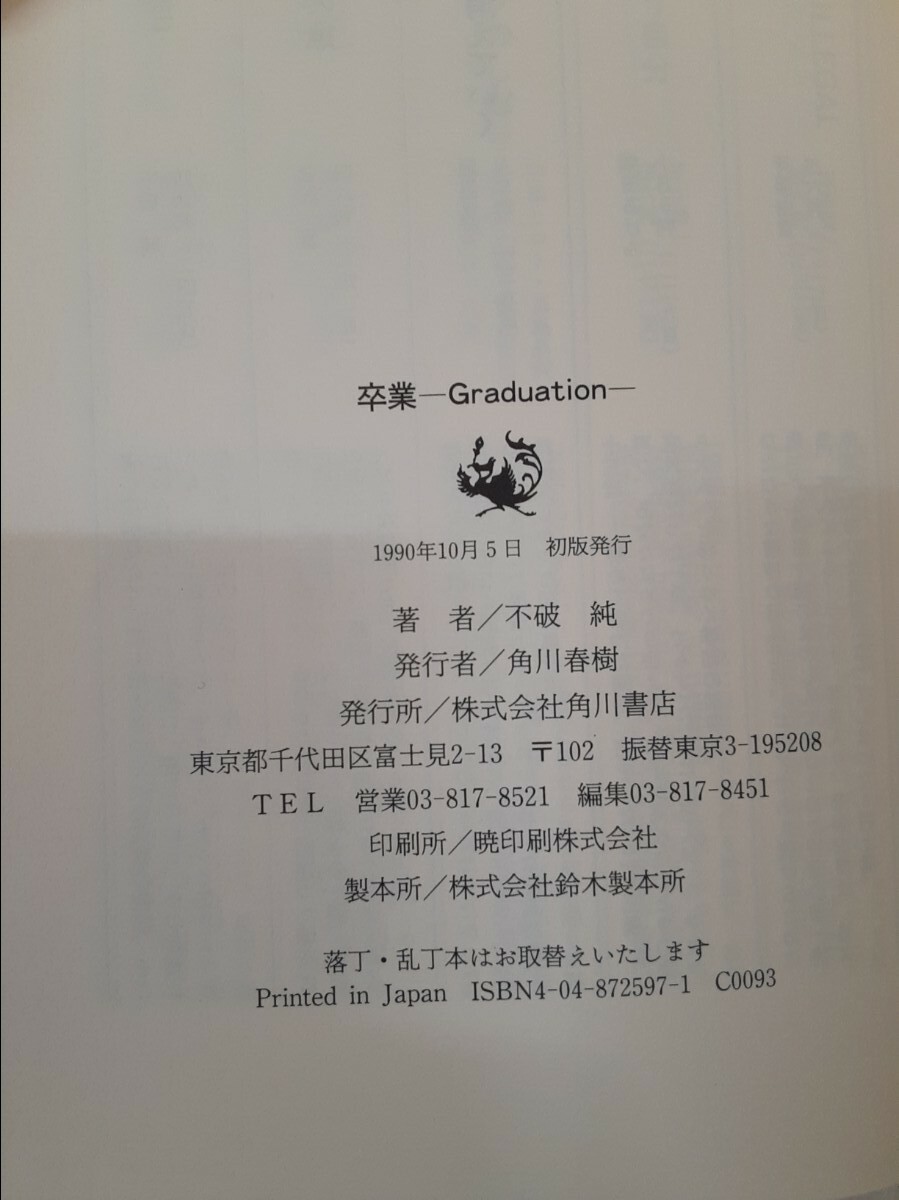 卒業―Graduation―
1990年10月5日　初版発行
著　者／不破　純
発行者／角川春樹
発行所／株式会社角川書店
東京都千代田区富士見2-13　〒102　振替東京3-195208
ＴＥＬ　営業03-817-8521　編集03-817-8451
印刷所／暁印刷株式会社
製本所／株式会社鈴木製本所
落丁・乱丁本はお取替えいたします
Printed in Japan　ISBN4-04-872597-1　C0093